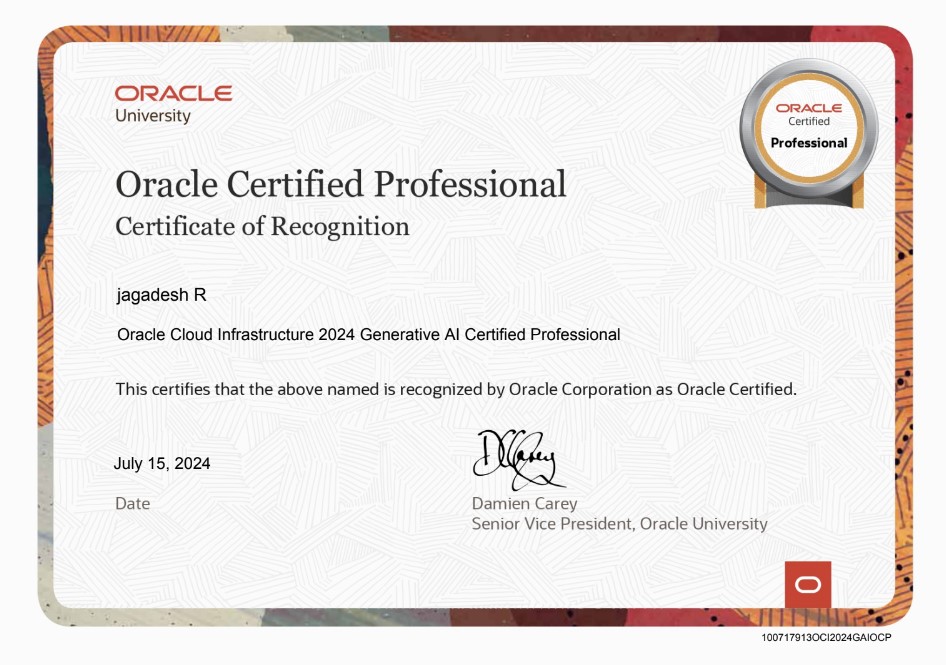 ORACLE
University
ORACLE
Certified
Professional
Oracle Certified Professional
Certificate of Recognition
jagadesh R
Oracle Cloud Infrastructure 2024 Generative AI Certified Professional
This certifies that the above named is recognized by Oracle Corporation as Oracle Certified.
July 15, 2024
Date
DCarey
Damien Carey
Senior Vice President, Oracle University
100717913OCI2024GAIOCP